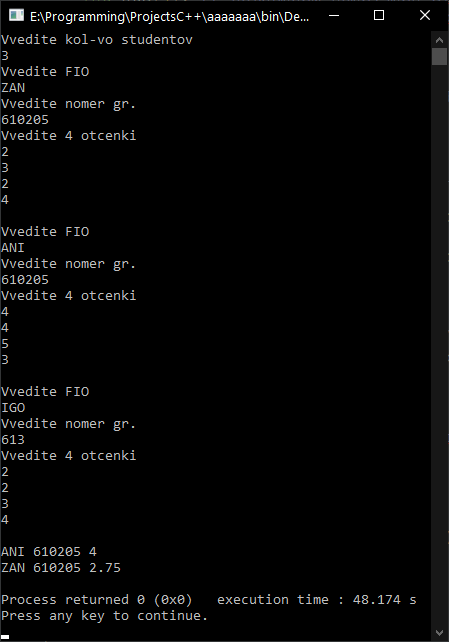 E:\Programming\ProjectsC++\aaaaaaa\bin\De...
Vvedite kol-vo studentov
3
Vvedite FIO
ZAN
Vvedite nomer gr.
610205
Vvedite 4 otcenki
2
3
2
4
Vvedite FIO
ANI
Vvedite nomer gr.
610205
Vvedite 4 otcenki
4
4
5
3
Vvedite FIO
IGO
Vvedite nomer gr.
613
Vvedite 4 otcenki
2
2
3
4
ANI 610205 4
ZAN 610205 2.75
Process returned 0 (0x0)   execution time : 48.174 s
Press any key to continue.